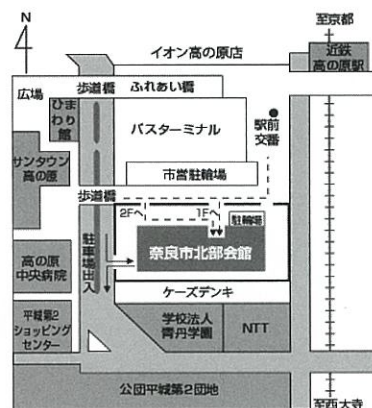 N
至京都
イオン高の原店
近鉄
高の原駅
広場
歩道橋
ふれあい橋
ひま
わり
館
バスターミナル
駅前
交番
サンタウン
高の原
市営駐輪場
歩道橋
2Fへ
1Fへ
駐輪場
駐車場出入
奈良市北部会館
高の原
中央病院
ケーズデンキ
平城第2
ショッピング
センター
学校法人
青丹学園
NTT
公団平城第2団地
至西大寺